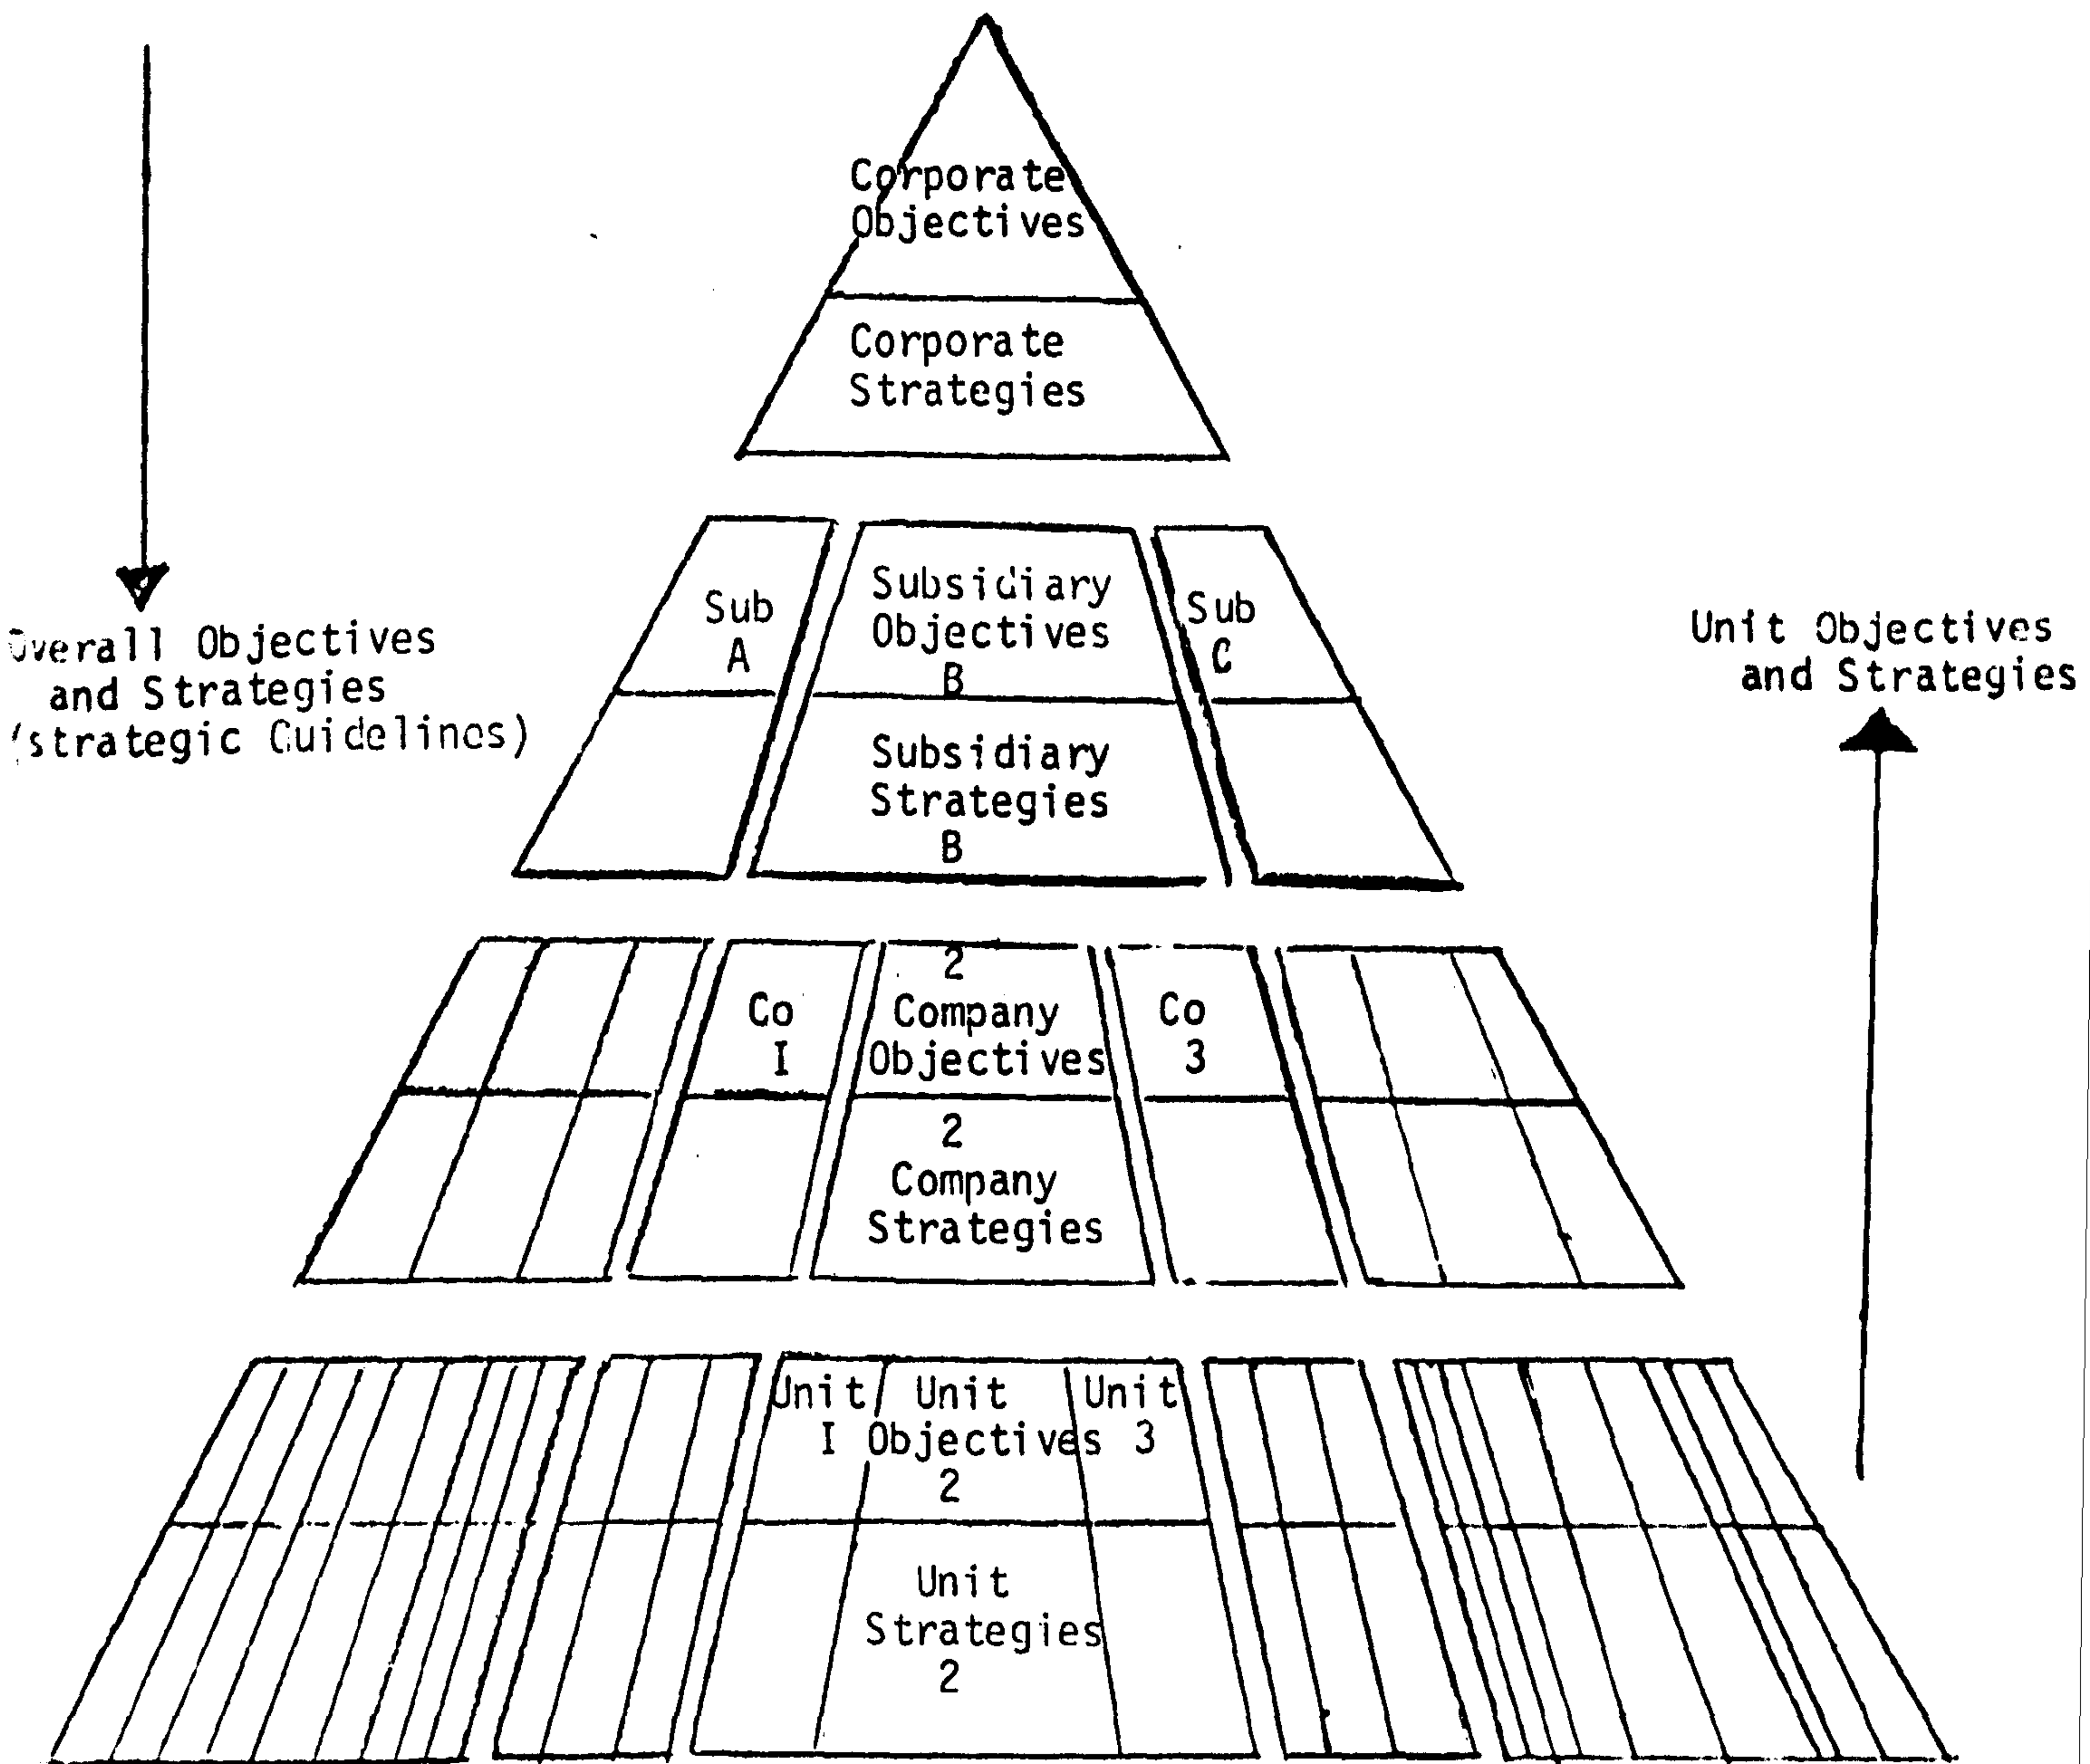 Corporate
Objectives
Corporate
Strategies
Sub
A
Subsidiary
Objectives
B
Sub
C
Subsidiary
Strategies
B
Overall Objectives
and Strategies
(strategic Guidelines)
Unit Objectives
and Strategies
Co
I
2
Company
Objectives
Co
3
2
Company
Strategies
Unit
I
Unit
Objectives
2
Unit
3
Unit
Strategies
2